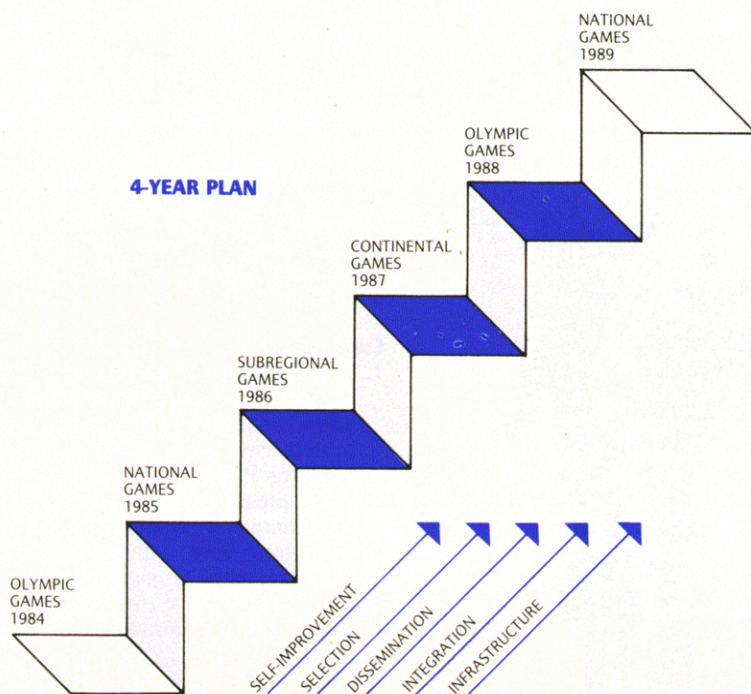 NATIONAL
GAMES
1989
OLYMPIC
GAMES
1988
4-YEAR PLAN
CONTINENTAL
GAMES
1987
SUBREGIONAL
GAMES
1986
NATIONAL
GAMES
1985
OLYMPIC
GAMES
1984
SELF-IMPROVEMENT
SELECTION
DISSEMINATION
INTEGRATION
INFRASTRUCTURE